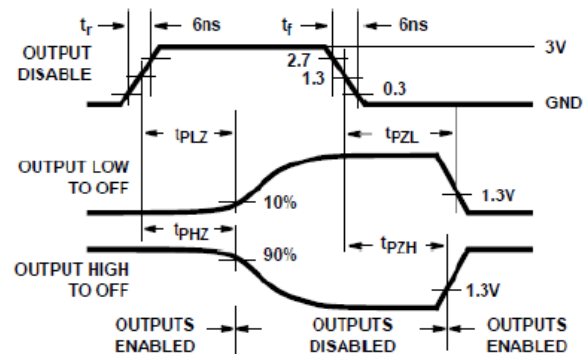 tr
6ns
tf
6ns
OUTPUT
DISABLE
3V
2.7
1.3
0.3
GND
tPLZ
tPZL
OUTPUT LOW
TO OFF
10%
1.3V
tPHZ
90%
tPZH
OUTPUT HIGH
TO OFF
1.3V
OUTPUTS
ENABLED
OUTPUTS
DISABLED
OUTPUTS
ENABLED